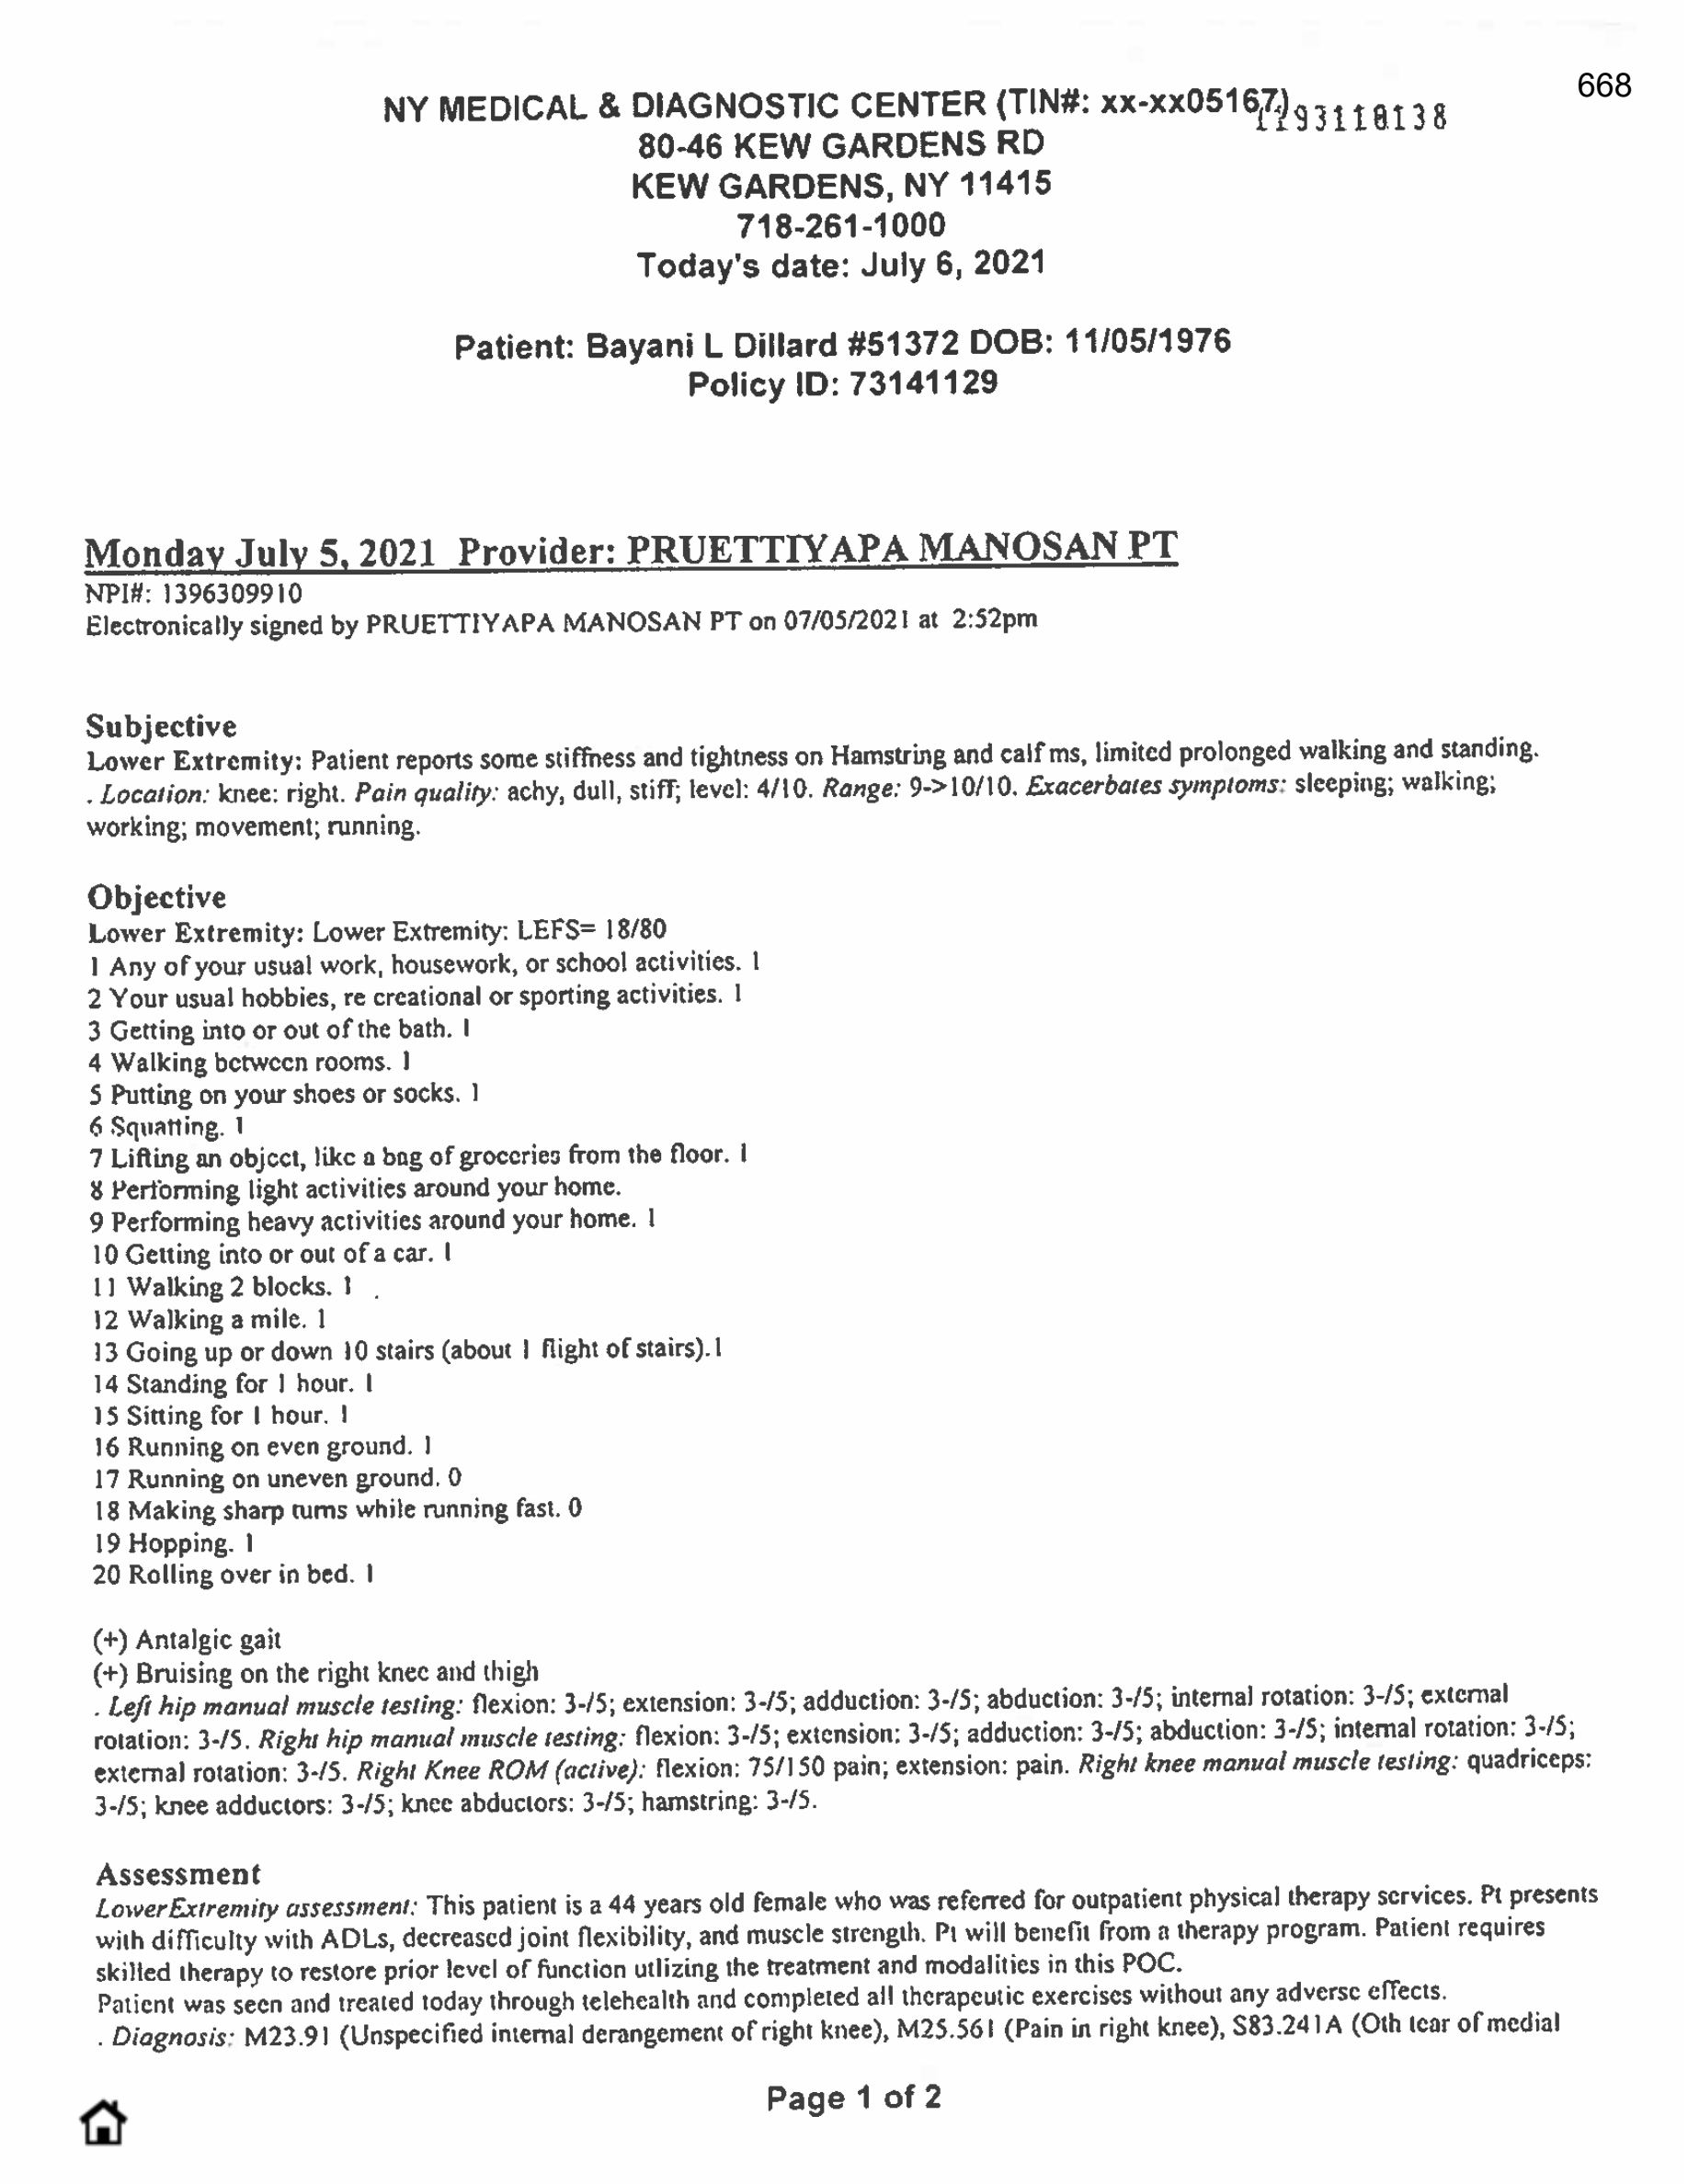 668
NY MEDICAL & DIAGNOSTIC CENTER (TIN#: xx-xx05167)
80-46 KEW GARDENS RD
KEW GARDENS, NY 11415
718-261-1000
Today's date: July 6, 2021
Patient: Bayani L Dillard #51372 DOB: 11/05/1976
Policy ID: 73141129
Monday July 5, 2021 Provider: PRUETTIYAPA MANOSAN PT
NPI#: 1396309910
Electronically signed by PRUETTIYAPA MANOSAN PT on 07/05/2021 at 2:52pm
Subjective
Lower Extremity: Patient reports some stiffness and tightness on Hamstring and calf ms, limited prolonged walking and standing.
. Location: knee: right. Pain quality: achy, dull, stiff; level: 4/10. Range: 9->10/10. Exacerbates symptoms: sleeping; walking;
working; movement; running.
Objective
Lower Extremity: Lower Extremity: LEFS= 18/80
1 Any of your usual work, housework, or school activities. 1
2 Your usual hobbies, re creational or sporting activities. 1
3 Getting into or out of the bath. 1
4 Walking between rooms. 1
5 Putting on your shoes or socks. 1
6 Squatting. 1
7 Lifting an object, like a bag of groceries from the floor. 1
8 Performing light activities around your home.
9 Performing heavy activities around your home. 1
10 Getting into or out of a car. 1
11 Walking 2 blocks. 1 .
12 Walking a mile. 1
13 Going up or down 10 stairs (about 1 flight of stairs).1
14 Standing for 1 hour. 1
15 Sitting for 1 hour. 1
16 Running on even ground. 1
17 Running on uneven ground. 0
18 Making sharp turns while running fast. 0
19 Hopping. 1
20 Rolling over in bed. 1
(+) Antalgic gait
(+) Bruising on the right knee and thigh
. Left hip manual muscle testing: flexion: 3-/5; extension: 3-/5; adduction: 3-/5; abduction: 3-/5; internal rotation: 3-/5; external
rotation: 3-/5. Right hip manual muscle testing: flexion: 3-/5; extension: 3-/5; adduction: 3-/5; abduction: 3-/5; internal rotation: 3-/5;
external rotation: 3-/5. Right Knee ROM (active): flexion: 75/150 pain; extension: pain. Right knee manual muscle testing: quadriceps:
3-/5; knee adductors: 3-/5; knee abductors: 3-/5; hamstring: 3-/5.
Assessment
LowerExtremity assessment: This patient is a 44 years old female who was referred for outpatient physical therapy services. Pt presents
with difficulty with ADLs, decreased joint flexibility, and muscle strength. Pt will benefit from a therapy program. Patient requires
skilled therapy to restore prior level of function utlizing the treatment and modalities in this POC.
Patient was seen and treated today through telehealth and completed all therapeutic exercises without any adverse effects.
. Diagnosis: M23.91 (Unspecified internal derangement of right knee), M25.561 (Pain in right knee), S83.241A (Oth tear of medial
Page 1 of 2